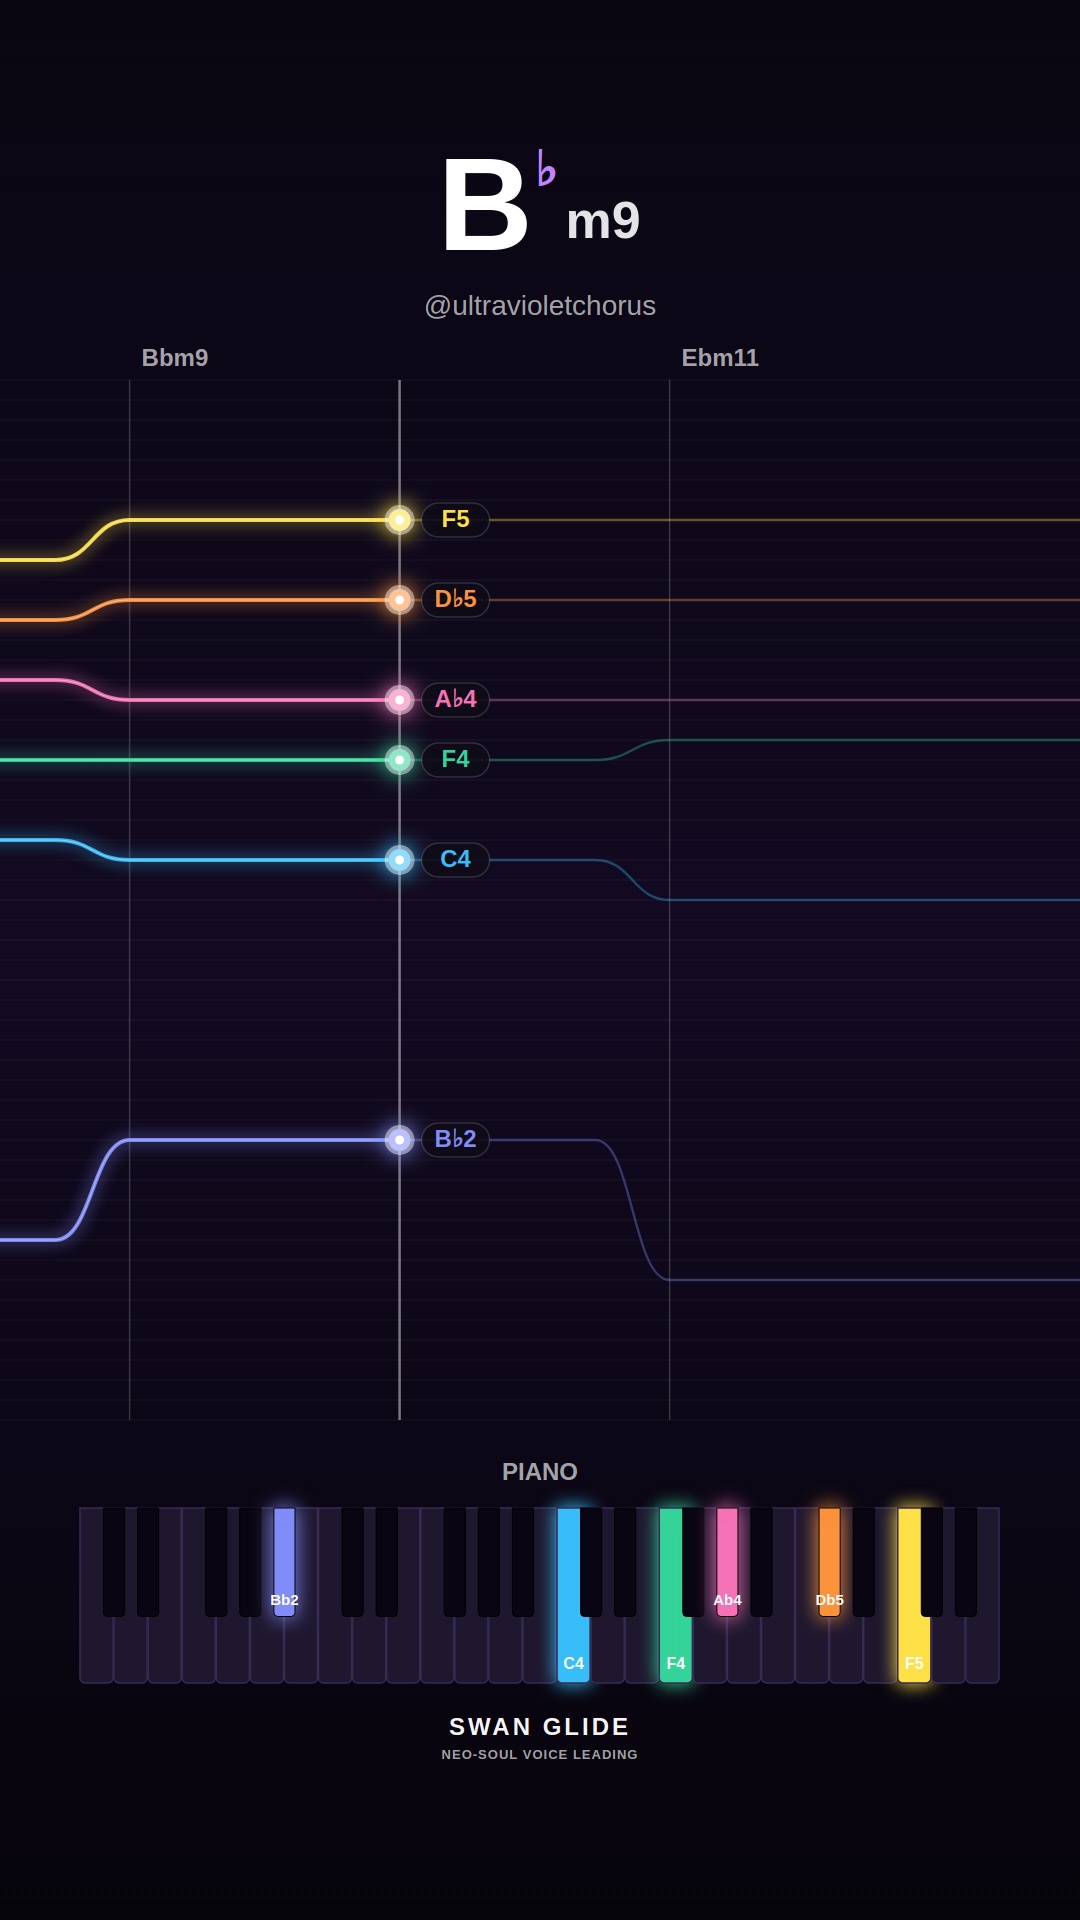 B♭m9
@ultravioletchorus
Bbm9 Ebm11
F5
D♭5
A♭4
F4
C4
B♭2
PIANO
Bb2 Ab4 Db5
C4 F4 F5
SWAN GLIDE
NEO-SOUL VOICE LEADING